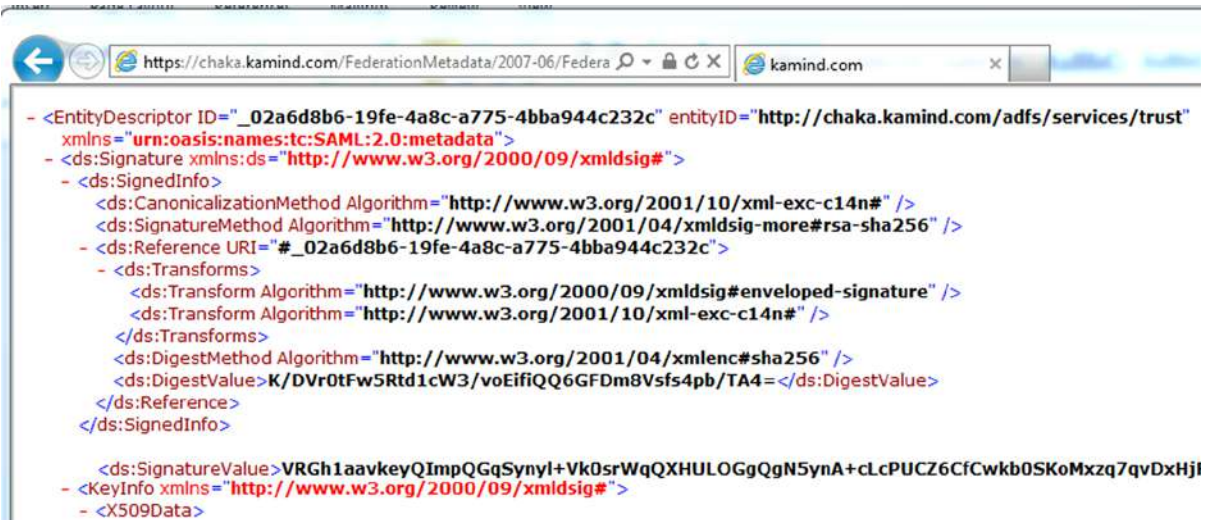 https://chaka.kamind.com/FederationMetadata/2007-06/Federa
kamind.com
- <EntityDescriptor ID="_02a6d8b6-19fe-4a8c-a775-4bba944c232c" entityID="http://chaka.kamind.com/adfs/services/trust"
xmlns="urn:oasis:names:tc:SAML:2.0:metadata">
- <ds:Signature xmlns:ds="http://www.w3.org/2000/09/xmldsig#">
- <ds:SignedInfo>
<ds:CanonicalizationMethod Algorithm="http://www.w3.org/2001/10/xml-exc-c14n#" />
<ds:SignatureMethod Algorithm="http://www.w3.org/2001/04/xmldsig-more#rsa-sha256" />
- <ds:Reference URI="#_02a6d8b6-19fe-4a8c-a775-4bba944c232c">
- <ds:Transforms>
<ds:Transform Algorithm="http://www.w3.org/2000/09/xmldsig#enveloped-signature" />
<ds:Transform Algorithm="http://www.w3.org/2001/10/xml-exc-c14n#" />
</ds:Transforms>
<ds:DigestMethod Algorithm="http://www.w3.org/2001/04/xmlenc#sha256" />
<ds:DigestValue>K/DVr0tFw5Rtd1cW3/voEifiQQ6GFDm8Vsfs4pb/TA4=</ds:DigestValue>
</ds:Reference>
</ds:SignedInfo>
<ds:SignatureValue>VRGh1aavkeyQImpQGqSynyl+Vk0srWqQXHULOGgQgN5ynA+cLcPUCZ6CfCwkb0SKoMxzq7qvDxHj
- <KeyInfo xmlns="http://www.w3.org/2000/09/xmldsig#">
- <X509Data>